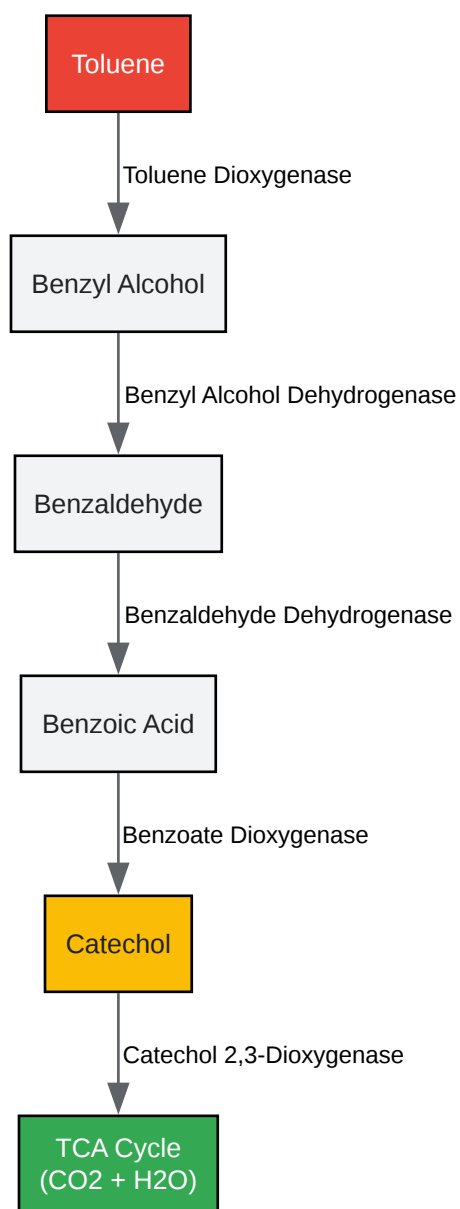 Toluene
Toluene Dioxygenase
Benzyl Alcohol
Benzyl Alcohol Dehydrogenase
Benzaldehyde
Benzaldehyde Dehydrogenase
Benzoic Acid
Benzoate Dioxygenase
Catechol
Catechol 2,3-Dioxygenase
TCA Cycle
(CO2 + H2O)